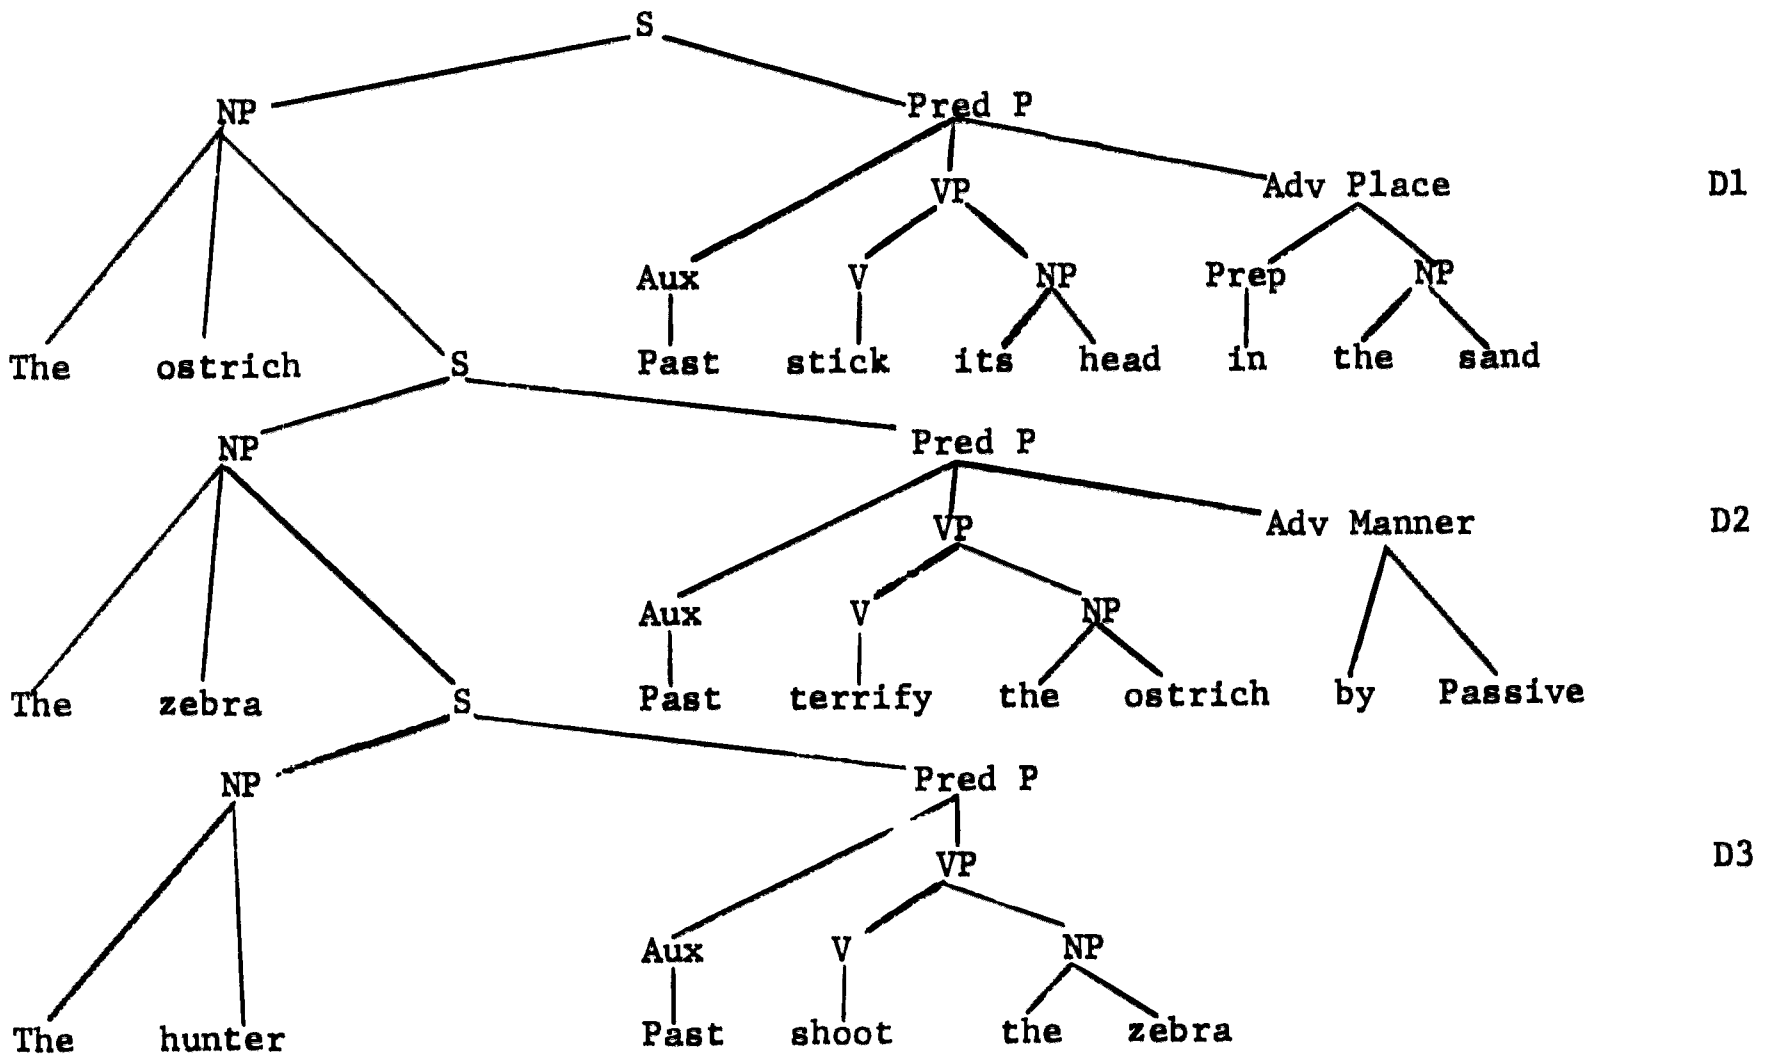 S
NP Pred P
VP Adv Place D1
Aux V NP Prep NP
The ostrich S Past stick its head in the sand
NP Pred P
VP Adv Manner D2
Aux V NP
The zebra S Past terrify the ostrich by Passive
NP Pred P
VP D3
Aux V NP
The hunter Past shoot the zebra